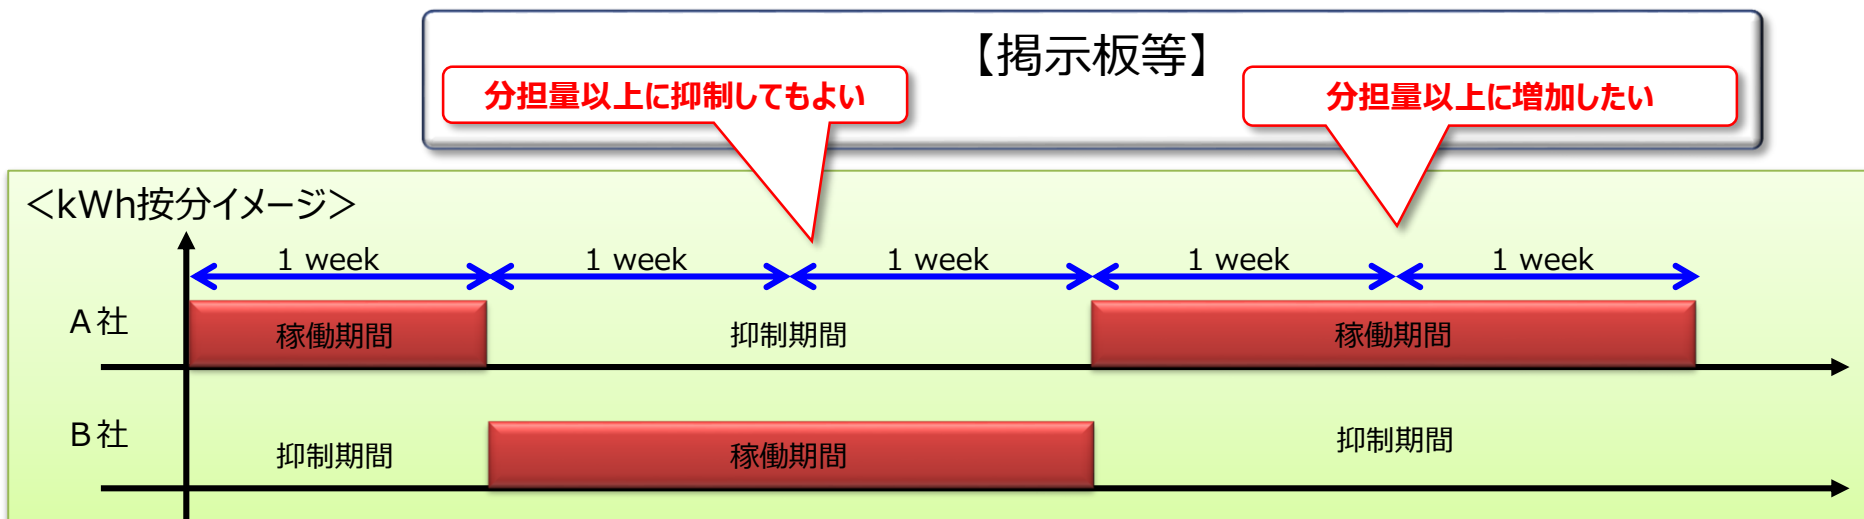 【掲示板等】
分担量以上に抑制してもよい
分担量以上に増加したい
＜kWh按分イメージ＞
1 week 1 week 1 week 1 week 1 week
A社 稼働期間 抑制期間 稼働期間
B社 抑制期間 稼働期間 抑制期間